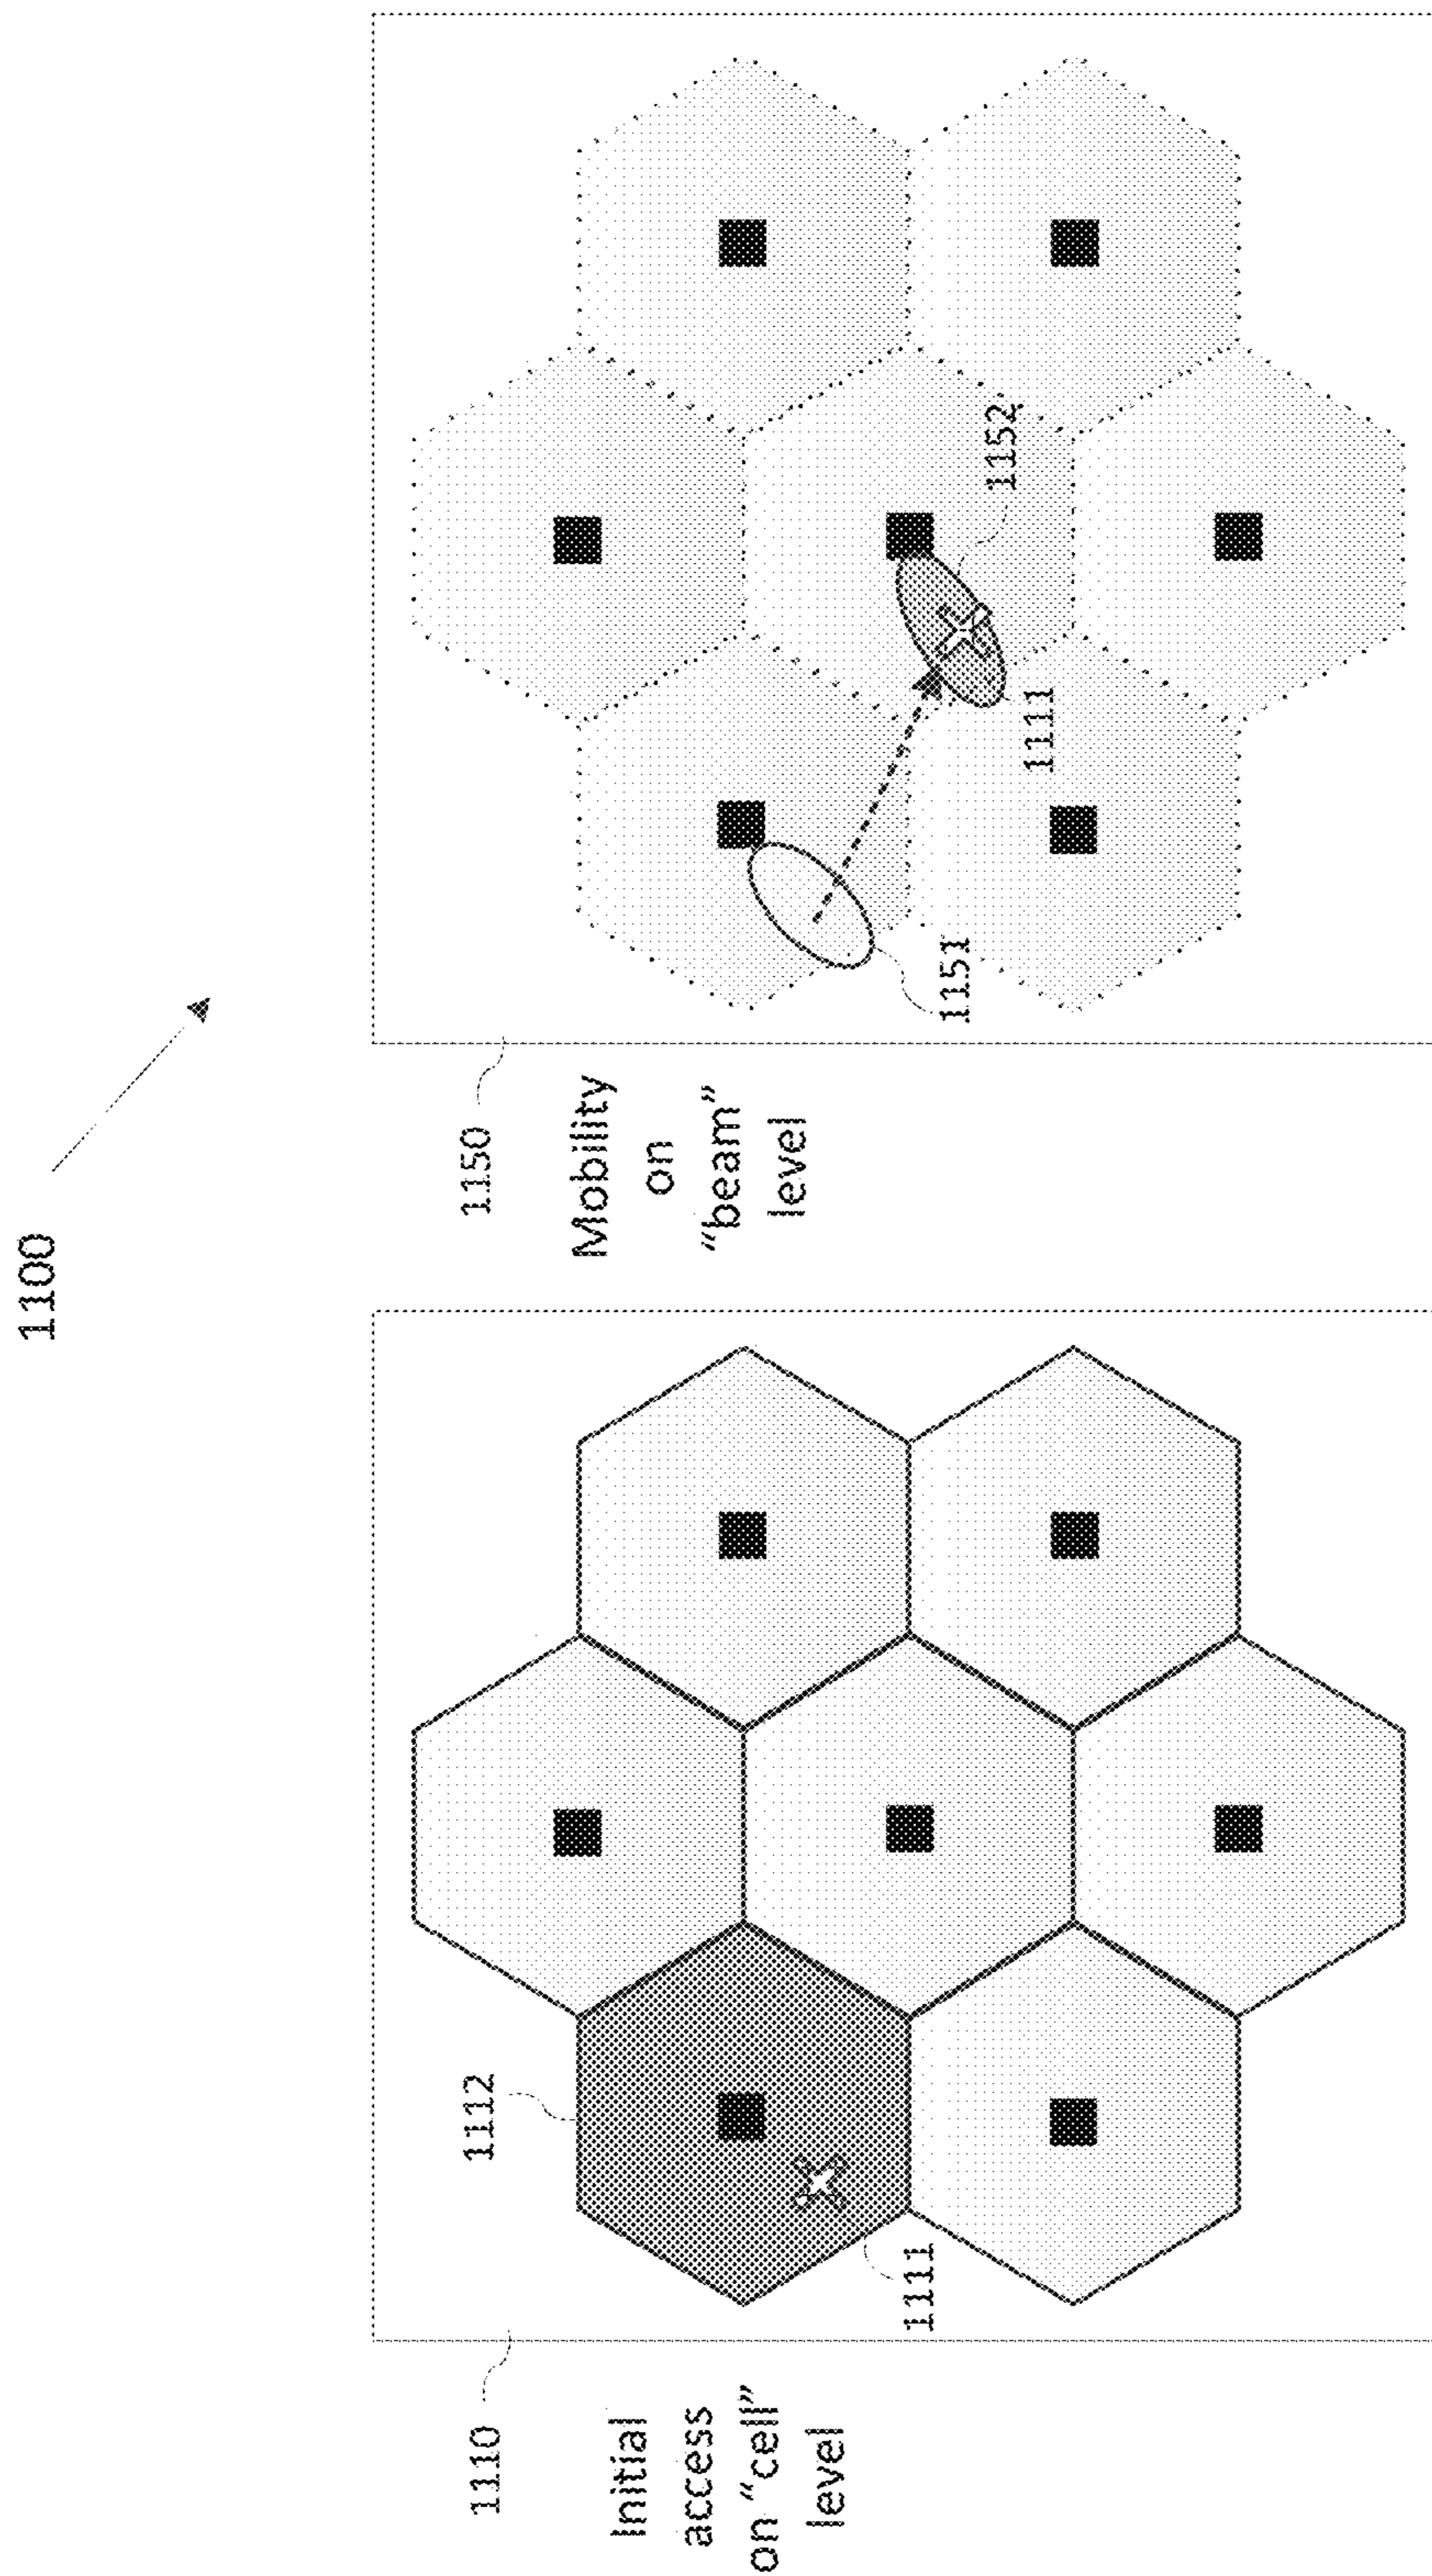 1100
1110
Initial
access
on "cell"
level
1112
1111
1150
Mobility
on
"beam"
level
1151
1111
1152